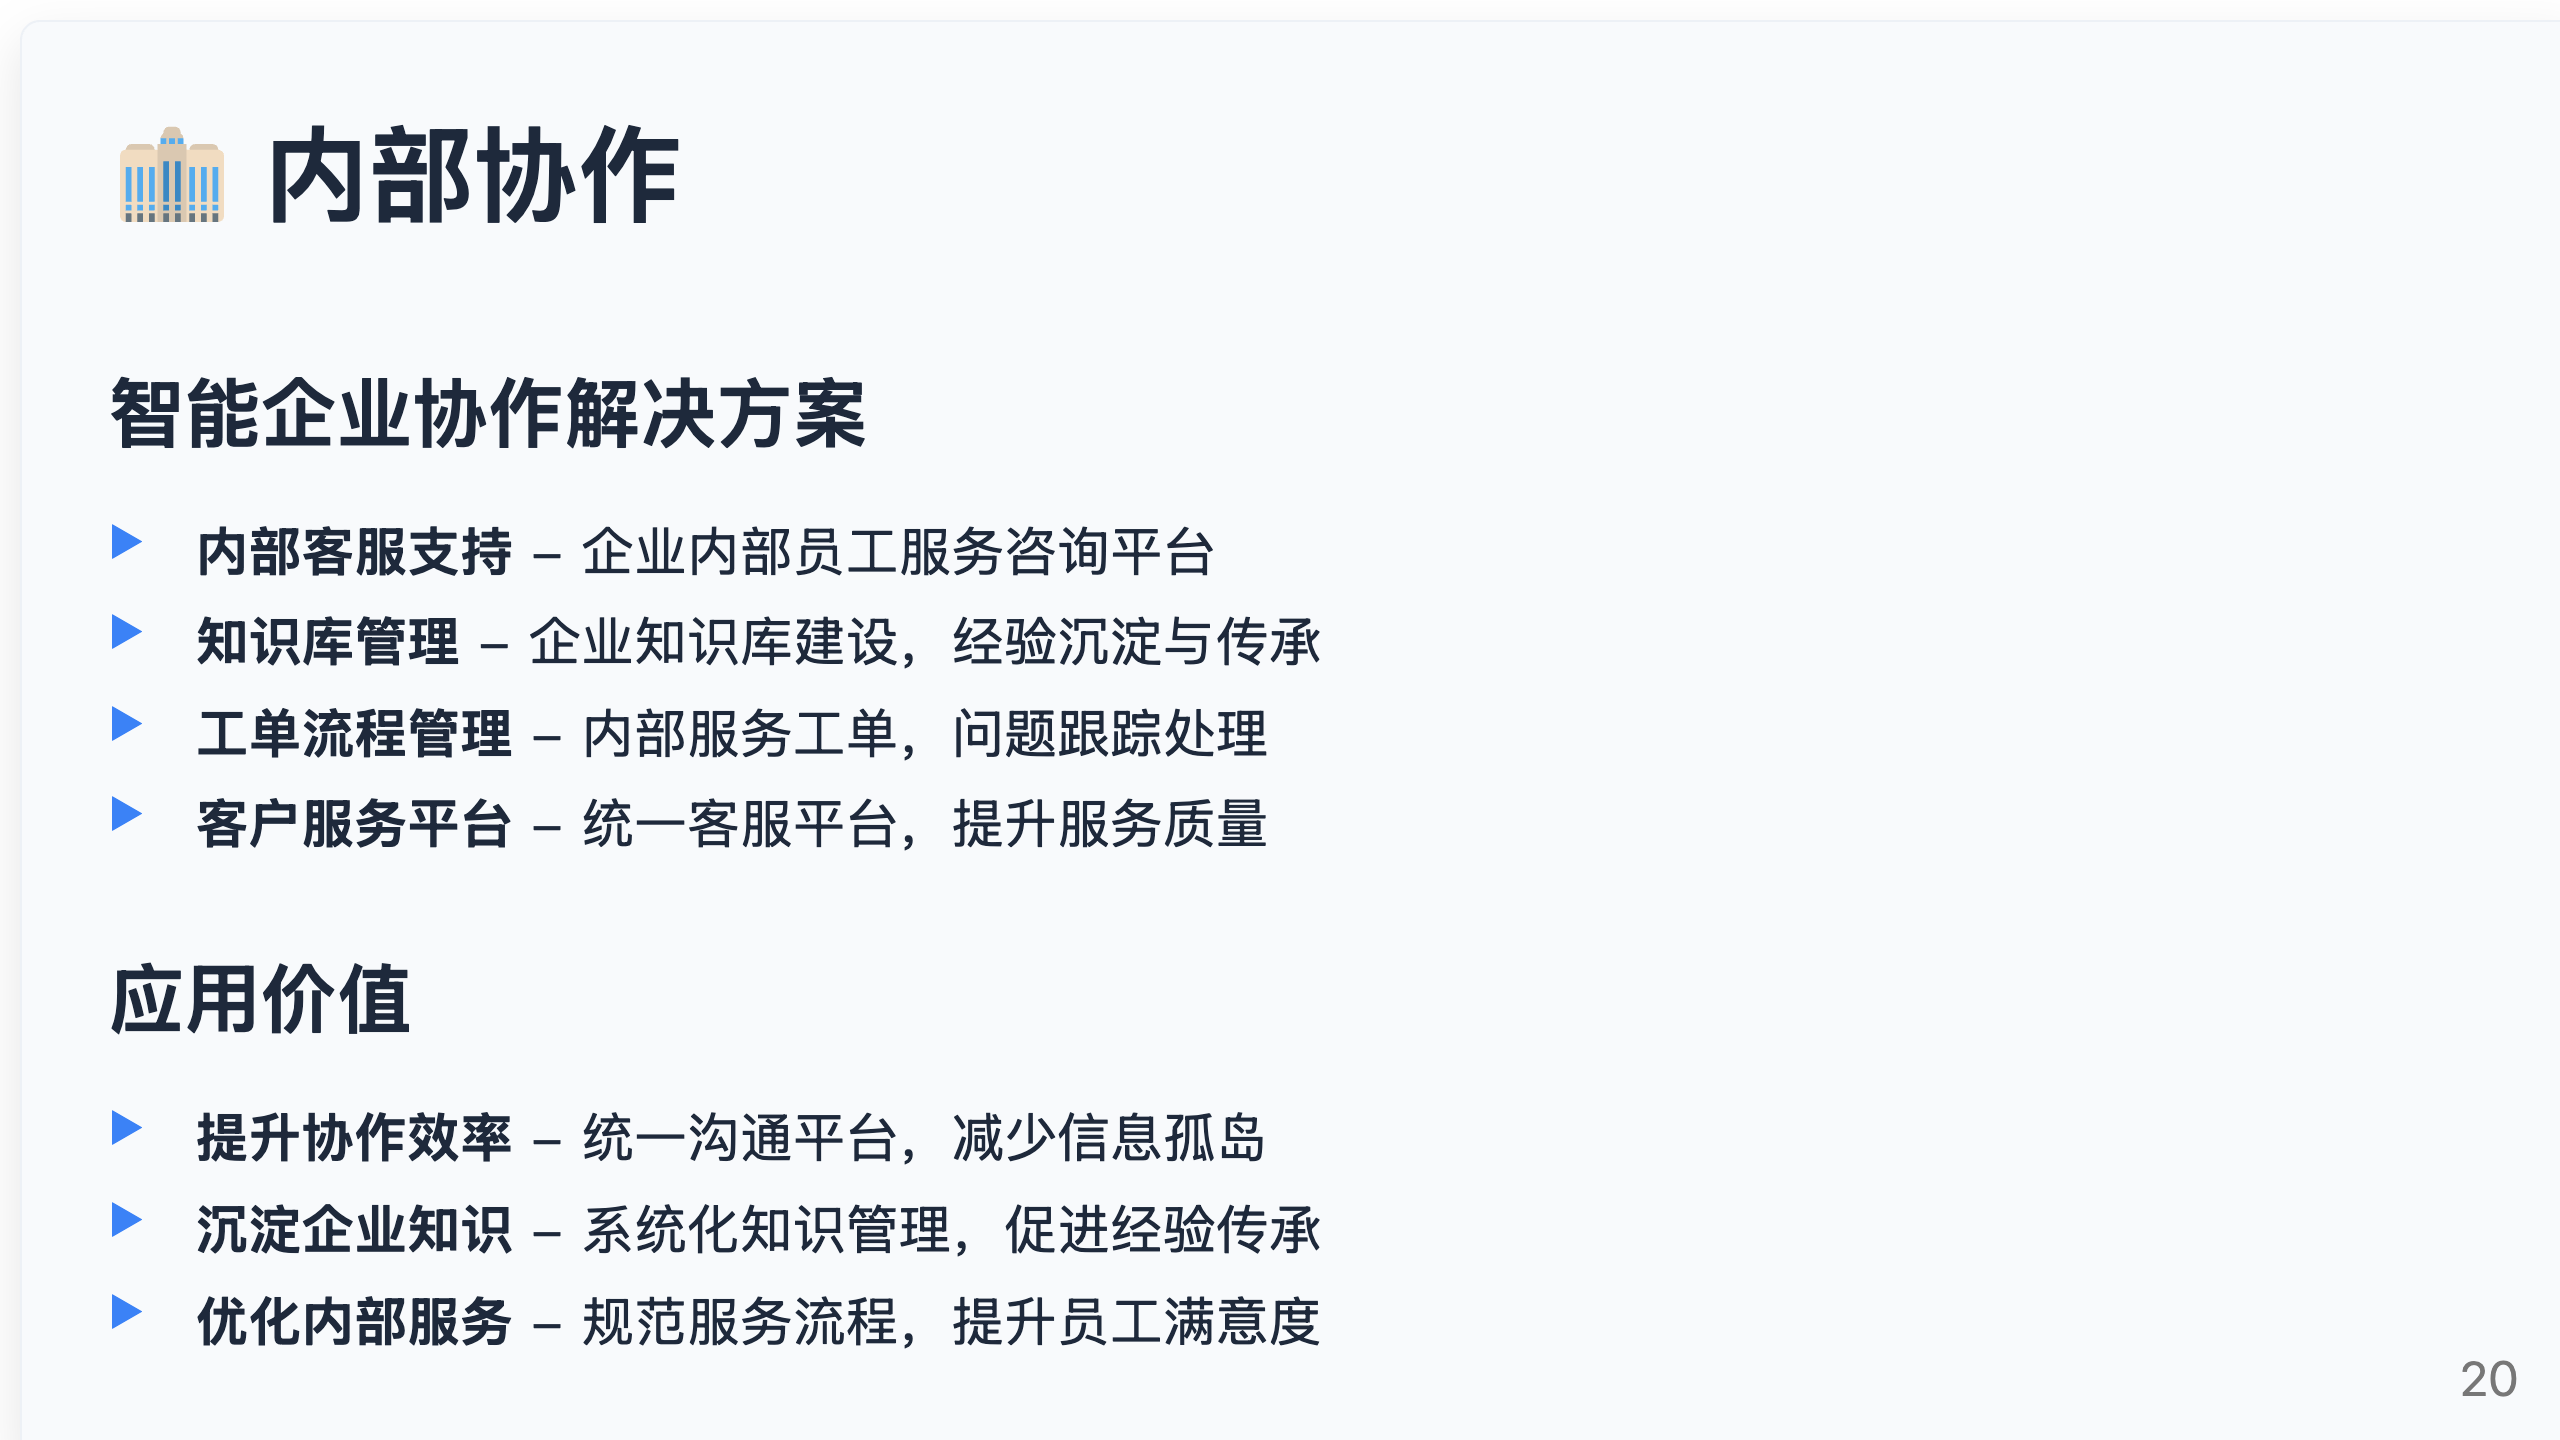 内部协作
智能企业协作解决方案
内部客服支持 – 企业内部员工服务咨询平台
知识库管理 – 企业知识库建设，经验沉淀与传承
工单流程管理 – 内部服务工单，问题跟踪处理
客户服务平台 – 统一客服平台，提升服务质量
应用价值
提升协作效率 – 统一沟通平台，减少信息孤岛
沉淀企业知识 – 系统化知识管理，促进经验传承
优化内部服务 – 规范服务流程，提升员工满意度
20